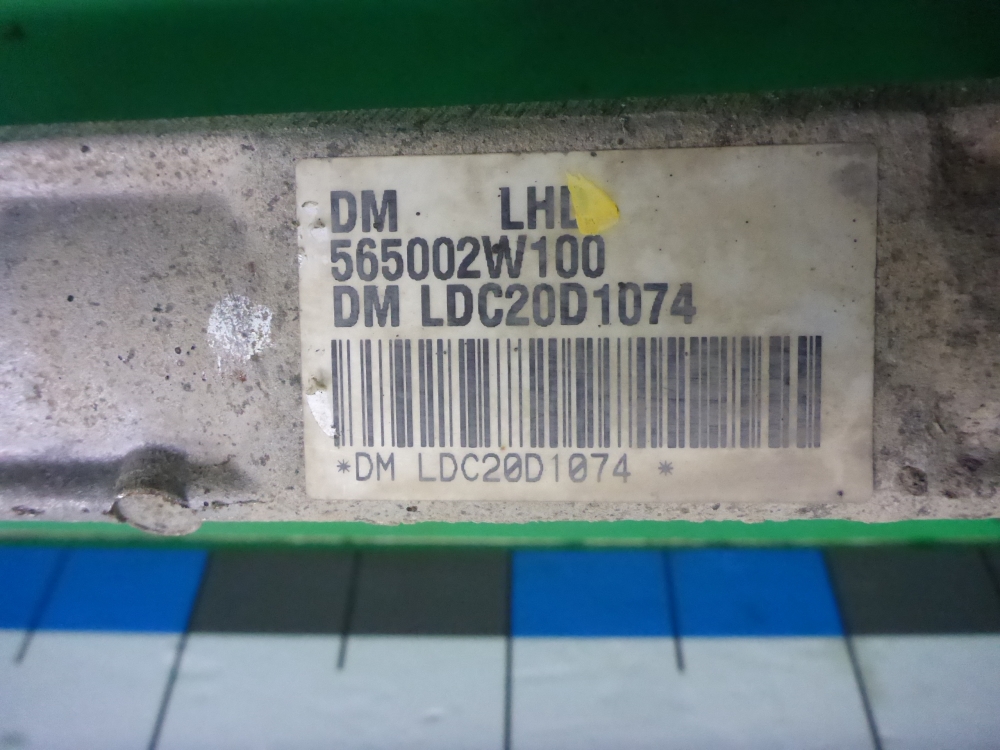 DM LHD
565002W100
DM LDC20D1074
*DM LDC20D1074 *